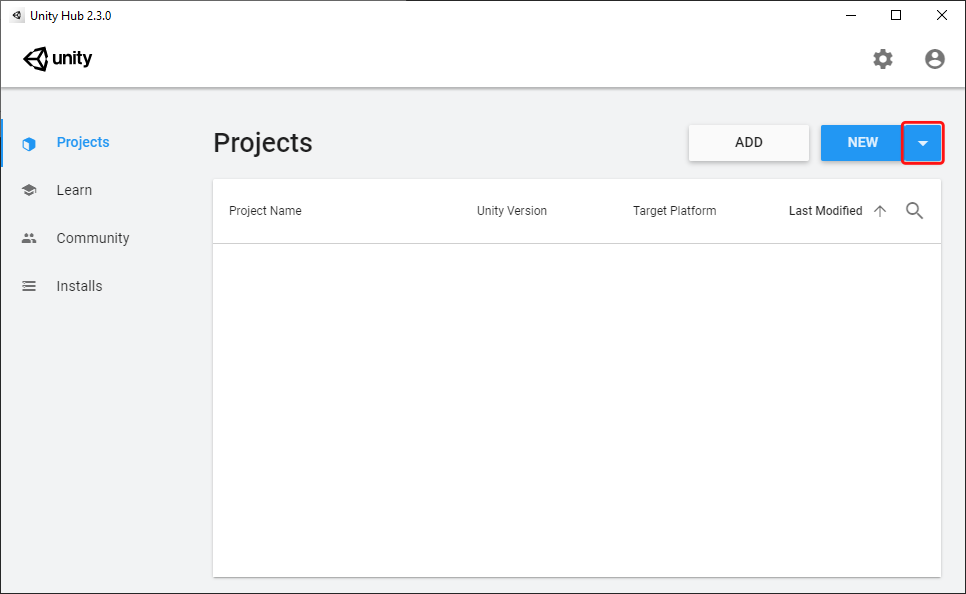 Unity Hub 2.3.0
unity
Projects
Learn
Community
Installs
Projects
ADD
NEW
Project Name Unity Version Target Platform Last Modified